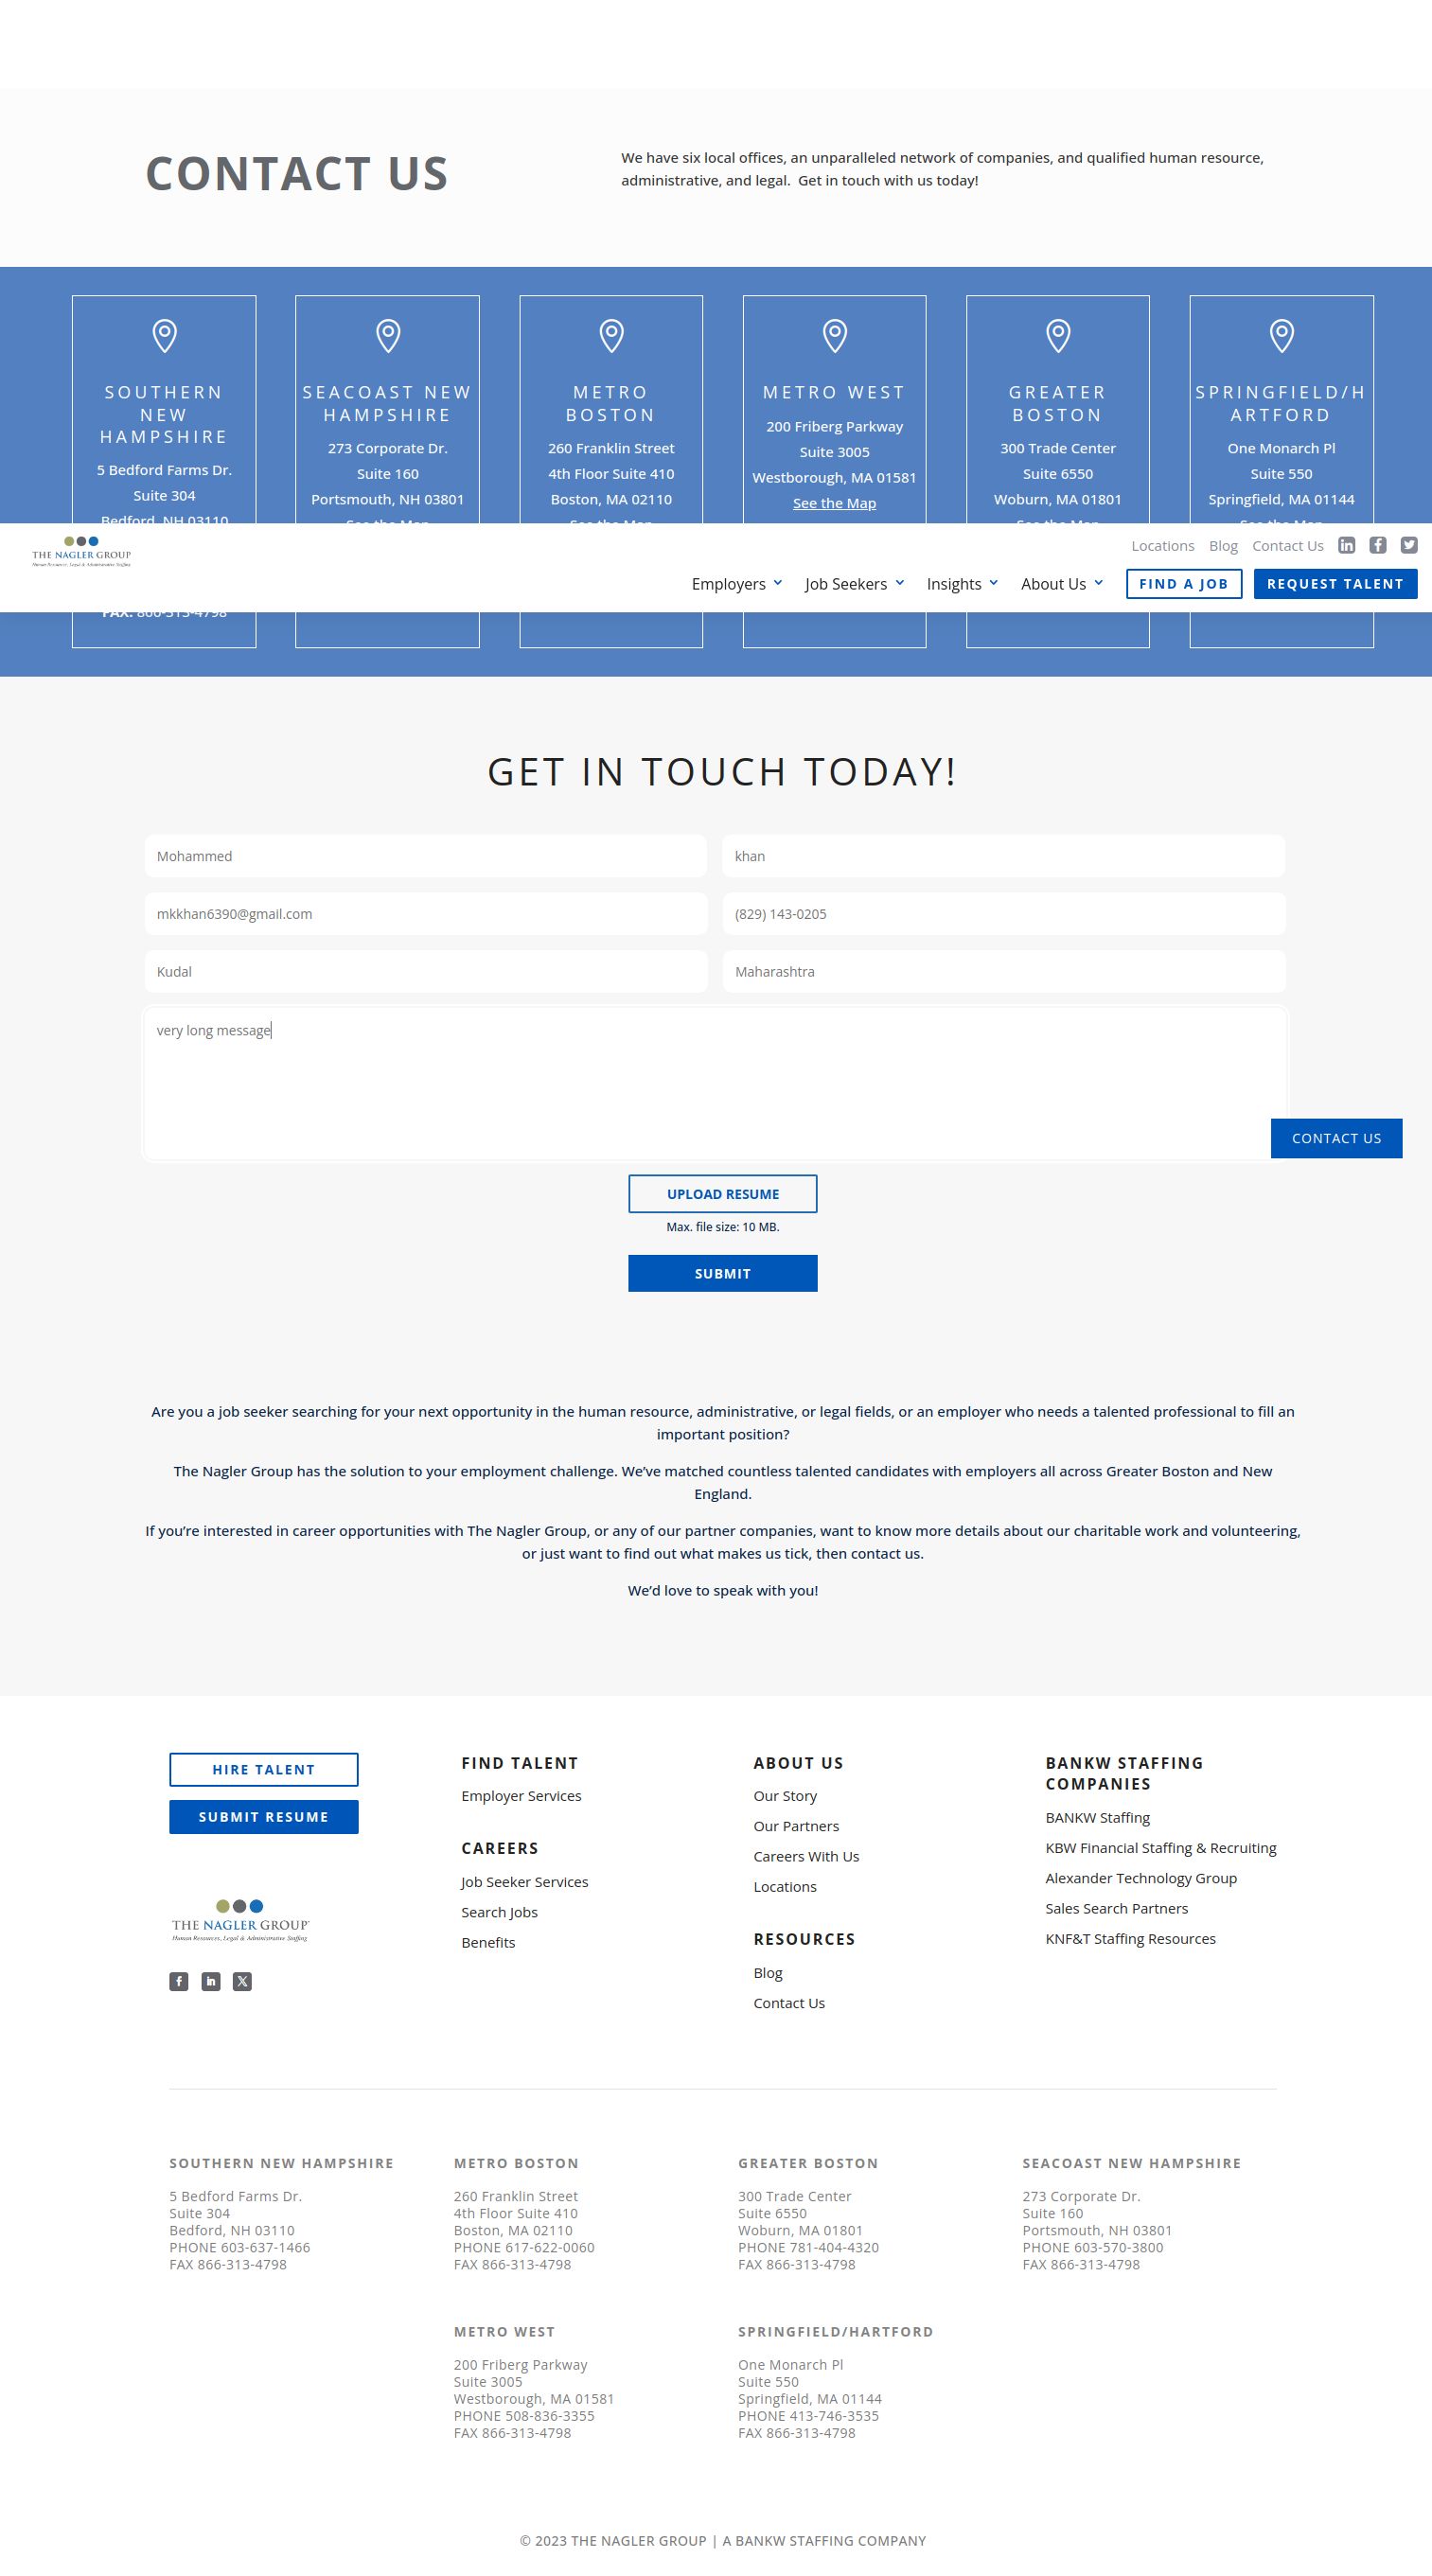 CONTACT US
We have six local offices, an unparalleled network of companies, and qualified human resource,
administrative, and legal.  Get in touch with us today!
SOUTHERN
NEW
HAMPSHIRE
5 Bedford Farms Dr.
Suite 304
Bedford, NH 03110
SEACOAST NEW
HAMPSHIRE
273 Corporate Dr.
Suite 160
Portsmouth, NH 03801
See the Map
METRO
BOSTON
260 Franklin Street
4th Floor Suite 410
Boston, MA 02110
See the Map
METRO WEST
200 Friberg Parkway
Suite 3005
Westborough, MA 01581
See the Map
GREATER
BOSTON
300 Trade Center
Suite 6550
Woburn, MA 01801
See the Map
SPRINGFIELD/H
ARTFORD
One Monarch Pl
Suite 550
Springfield, MA 01144
See the Map
THE NAGLER GROUP
Human Resources, Legal & Administrative Staffing
Locations Blog Contact Us
Employers Job Seekers Insights About Us FIND A JOB REQUEST TALENT
FAX: 866-313-4798
GET IN TOUCH TODAY!
Mohammed
khan
mkkhan6390@gmail.com
(829) 143-0205
Kudal
Maharashtra
very long message
CONTACT US
UPLOAD RESUME
Max. file size: 10 MB.
SUBMIT
Are you a job seeker searching for your next opportunity in the human resource, administrative, or legal fields, or an employer who needs a talented professional to fill an
important position?
The Nagler Group has the solution to your employment challenge. We’ve matched countless talented candidates with employers all across Greater Boston and New
England.
If you’re interested in career opportunities with The Nagler Group, or any of our partner companies, want to know more details about our charitable work and volunteering,
or just want to find out what makes us tick, then contact us.
We’d love to speak with you!
HIRE TALENT
SUBMIT RESUME
THE NAGLER GROUP
Human Resources, Legal & Administrative Staffing
FIND TALENT
Employer Services
CAREERS
Job Seeker Services
Search Jobs
Benefits
ABOUT US
Our Story
Our Partners
Careers With Us
Locations
RESOURCES
Blog
Contact Us
BANKW STAFFING
COMPANIES
BANKW Staffing
KBW Financial Staffing & Recruiting
Alexander Technology Group
Sales Search Partners
KNF&T Staffing Resources
SOUTHERN NEW HAMPSHIRE
5 Bedford Farms Dr.
Suite 304
Bedford, NH 03110
PHONE 603-637-1466
FAX 866-313-4798
METRO BOSTON
260 Franklin Street
4th Floor Suite 410
Boston, MA 02110
PHONE 617-622-0060
FAX 866-313-4798
GREATER BOSTON
300 Trade Center
Suite 6550
Woburn, MA 01801
PHONE 781-404-4320
FAX 866-313-4798
SEACOAST NEW HAMPSHIRE
273 Corporate Dr.
Suite 160
Portsmouth, NH 03801
PHONE 603-570-3800
FAX 866-313-4798
METRO WEST
200 Friberg Parkway
Suite 3005
Westborough, MA 01581
PHONE 508-836-3355
FAX 866-313-4798
SPRINGFIELD/HARTFORD
One Monarch Pl
Suite 550
Springfield, MA 01144
PHONE 413-746-3535
FAX 866-313-4798
© 2023 THE NAGLER GROUP | A BANKW STAFFING COMPANY